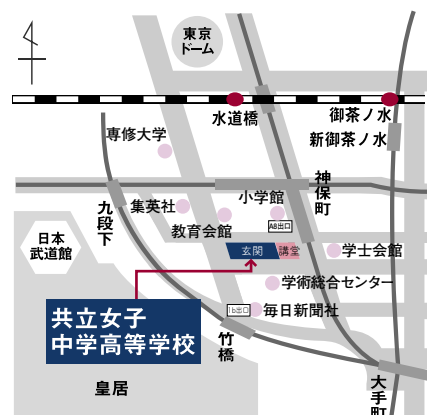 東京
ドーム
水道橋
御茶ノ水
新御茶ノ水
専修大学
神保町
小学館
集英社
九段下
教育会館
A8出口
日本
武道館
玄関
講堂
学士会館
学術総合センター
1b出口
毎日新聞社
共立女子
中学高等学校
竹橋
皇居
大手町